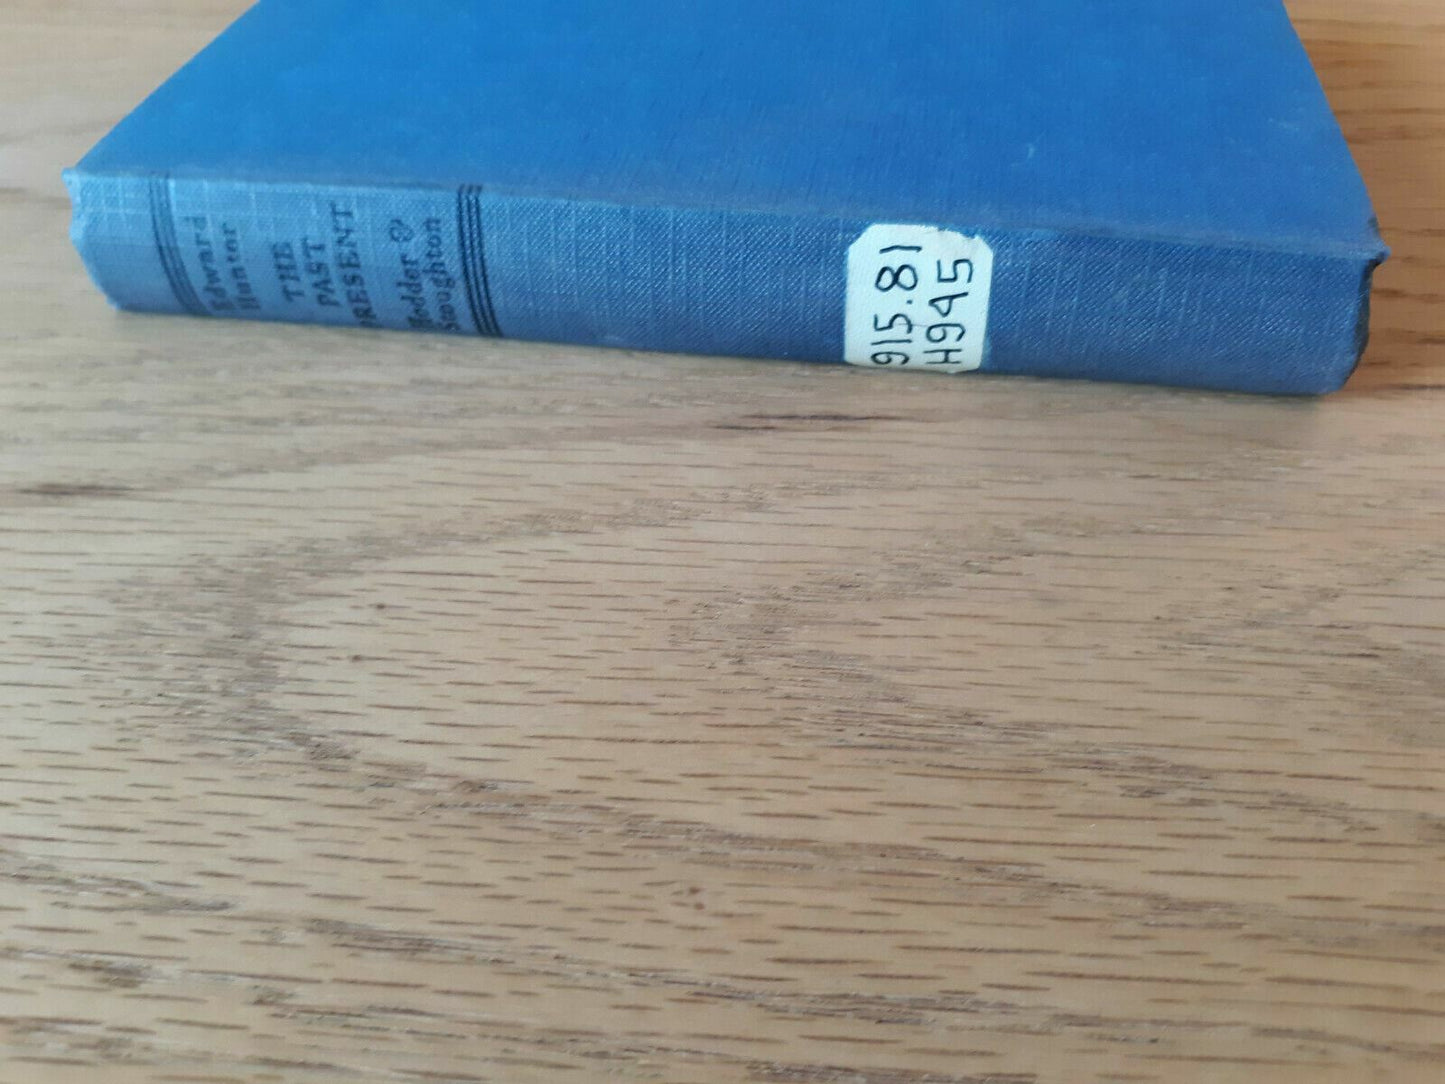 Edward
Hunter
THE
PAST
PRESENT
Hodder &
Stoughton
915.81
H945